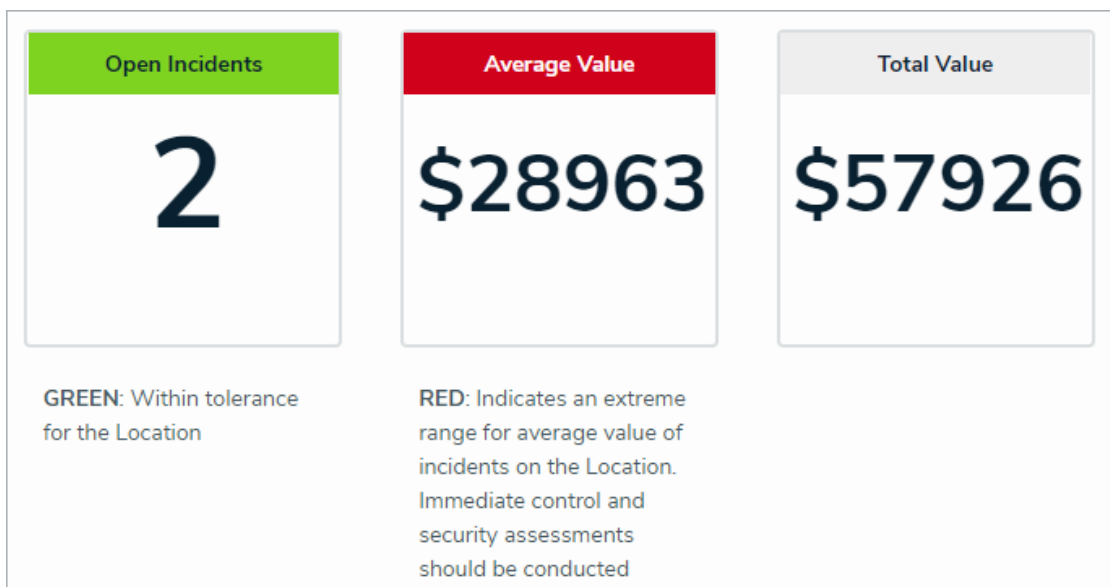 Open Incidents
2
GREEN: Within tolerance
for the Location
Average Value
$28963
RED: Indicates an extreme
range for average value of
incidents on the Location.
Immediate control and
security assessments
should be conducted
Total Value
$57926